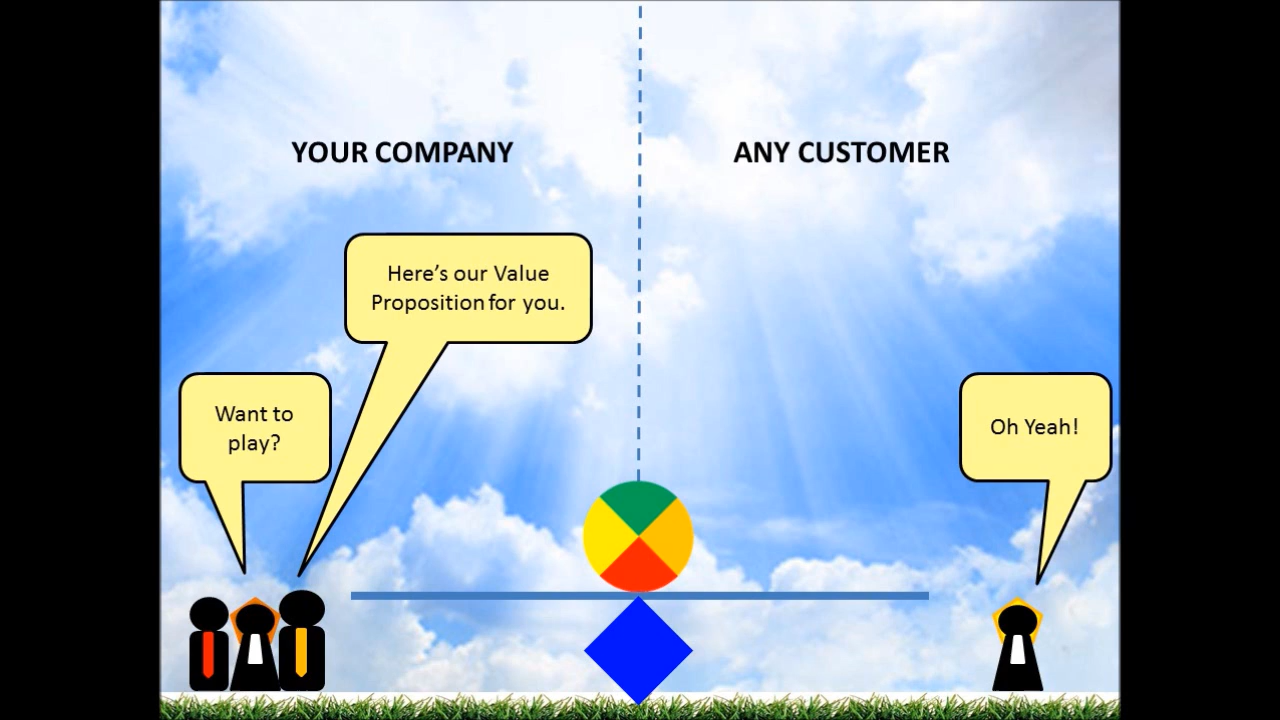 YOUR COMPANY
ANY CUSTOMER
Here’s our Value
Proposition for you.
Want to
play?
Oh Yeah!